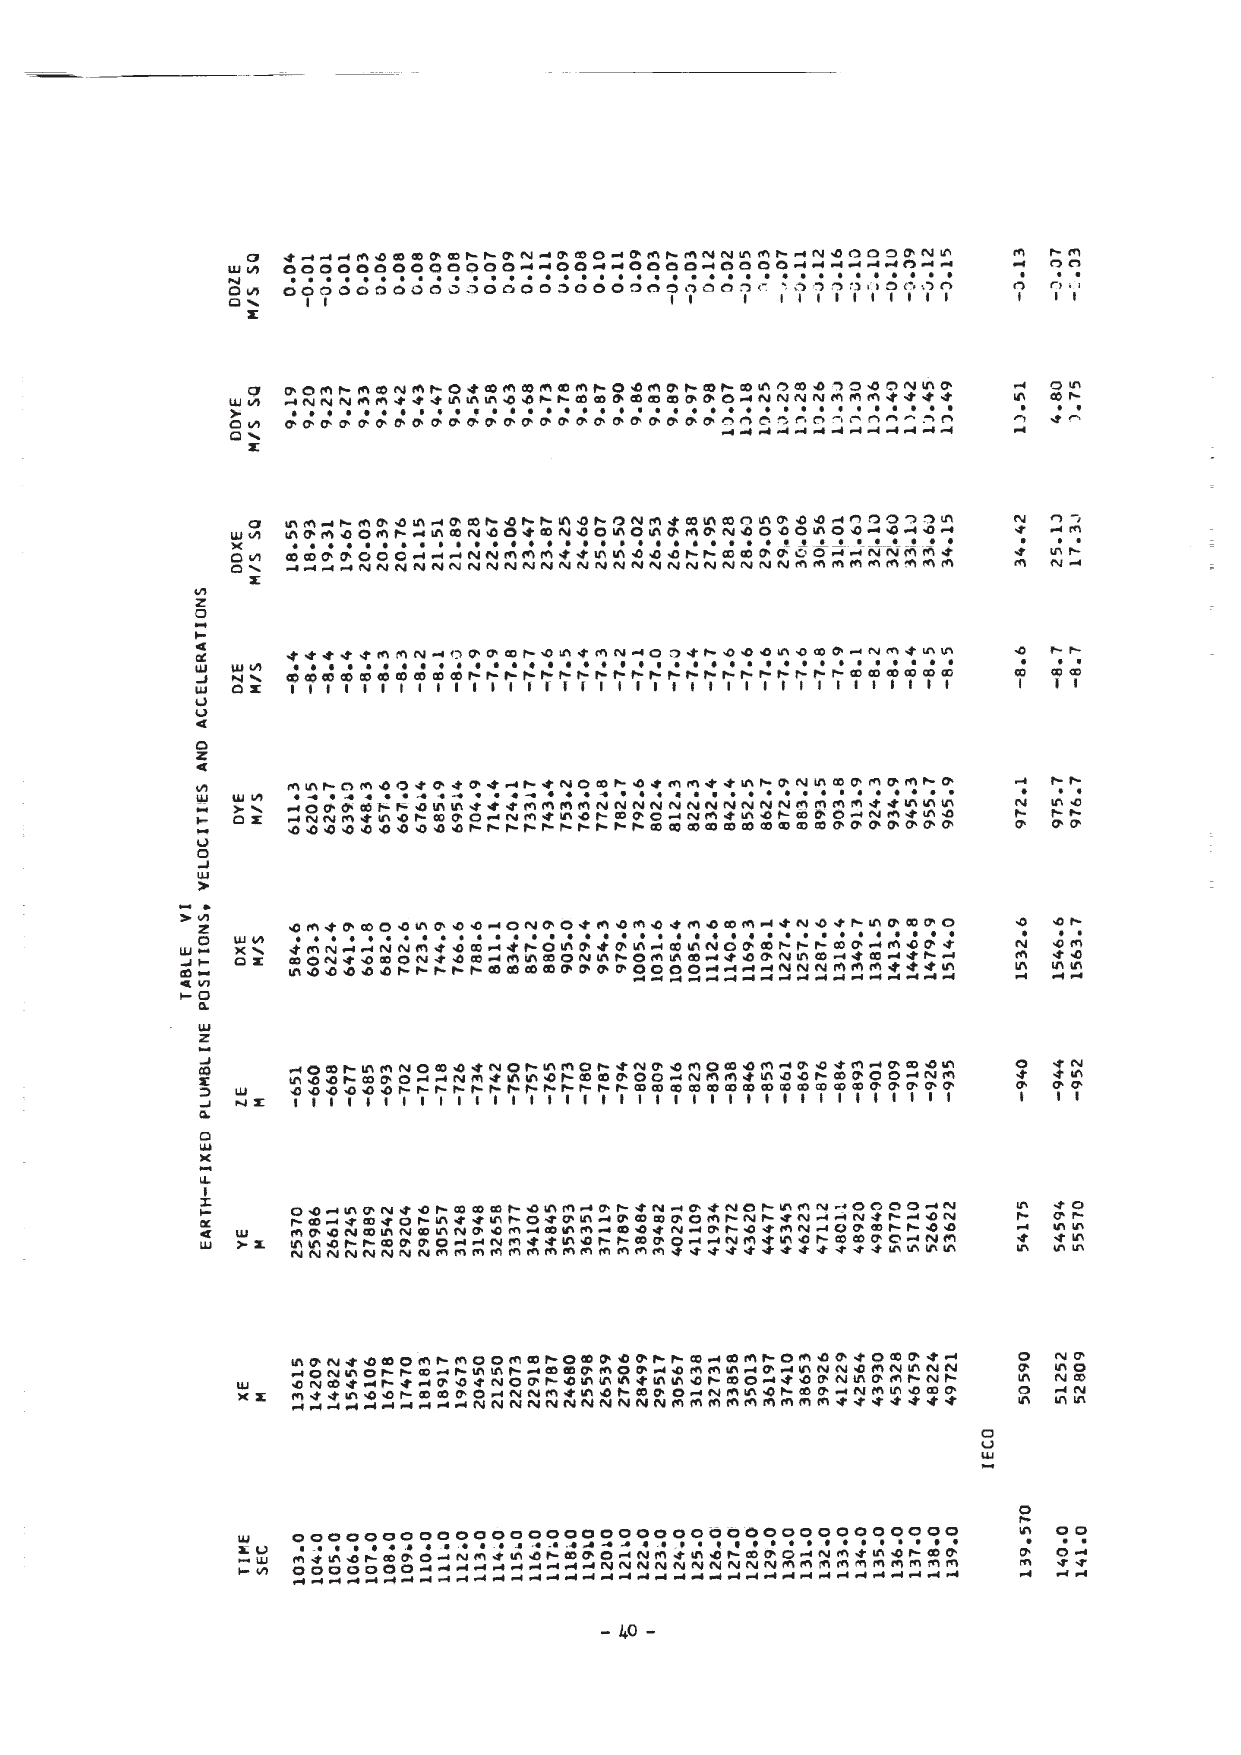 TABLE VI
EARTH-FIXED PLUMBLINE POSITIONS, VELOCITIES AND ACCELERATIONS
TIME XE YE ZE DXE DYE DZE DDXE DDYE DDZE
SEC M M M M/S M/S M/S M/S SQ M/S SQ M/S SQ
103.0 13615 25370 -651 584.6 611.3 -8.4 18.55 9.19 0.04
104.0 14209 25986 -660 603.3 620.5 -8.4 18.93 9.20 -0.01
105.0 14822 26611 -668 622.4 629.7 -8.4 19.31 9.23 -0.01
106.0 15454 27245 -677 641.9 639.0 -8.4 19.67 9.27 0.01
107.0 16106 27889 -685 661.8 648.3 -8.4 20.03 9.33 0.03
108.0 16778 28542 -693 682.0 657.6 -8.3 20.39 9.38 0.06
109.0 17470 29204 -702 702.6 667.0 -8.3 20.76 9.42 0.08
110.0 18183 29876 -710 723.5 676.4 -8.2 21.15 9.43 0.08
111.0 18917 30557 -718 744.9 685.9 -8.1 21.51 9.47 0.09
112.0 19673 31248 -726 766.6 695.4 -8.0 21.89 9.50 0.08
113.0 20450 31948 -734 788.6 704.9 -7.9 22.28 9.54 0.07
114.0 21250 32658 -742 811.1 714.4 -7.9 22.67 9.58 0.07
115.0 22073 33377 -750 834.0 724.1 -7.8 23.06 9.63 0.09
116.0 22918 34106 -757 857.2 733.7 -7.7 23.47 9.68 0.12
117.0 23787 34845 -765 880.9 743.4 -7.6 23.87 9.73 0.11
118.0 24680 35593 -773 905.0 753.2 -7.5 24.25 9.78 0.09
119.0 25598 36351 -780 929.4 763.0 -7.4 24.66 9.83 0.08
120.0 26539 37119 -787 954.3 772.8 -7.3 25.07 9.87 0.10
121.0 27506 37897 -794 979.6 782.7 -7.2 25.50 9.90 0.11
122.0 28499 38684 -802 1005.3 792.6 -7.1 26.02 9.86 0.09
123.0 29517 39482 -809 1031.6 802.4 -7.0 26.53 9.83 0.03
124.0 30567 40291 -816 1058.4 812.3 -7.0 26.94 9.89 -0.07
125.0 31638 41109 -823 1085.3 822.3 -7.4 27.38 9.97 -0.03
126.0 32731 41934 -830 1112.6 832.4 -7.7 27.95 9.98 0.12
127.0 33858 42772 -838 1140.8 842.4 -7.6 28.28 10.07 0.02
128.0 35013 43620 -846 1169.3 852.5 -7.6 28.60 10.18 -0.05
129.0 36197 44477 -853 1198.1 862.7 -7.6 29.05 10.25 0.03
130.0 37410 45345 -861 1227.4 872.9 -7.5 29.69 10.20 -0.07
131.0 38653 46223 -869 1257.2 883.2 -7.6 30.06 10.28 -0.11
132.0 39926 47112 -876 1287.6 893.5 -7.8 30.56 10.26 -0.12
133.0 41229 48011 -884 1318.4 903.8 -7.9 31.01 10.30 -0.16
134.0 42564 48920 -893 1349.7 913.9 -8.1 31.60 10.30 -0.10
135.0 43930 49840 -901 1381.5 924.3 -8.2 32.10 10.36 -0.10
136.0 45328 50770 -909 1413.9 934.9 -8.3 32.60 10.40 -0.10
137.0 46759 51710 -918 1446.8 945.3 -8.4 33.10 10.42 -0.09
138.0 48224 52661 -926 1479.9 955.7 -8.5 33.60 10.45 -0.12
139.0 49721 53622 -935 1514.0 965.9 -8.5 34.15 10.49 -0.15
IECO
139.570 50590 54175 -940 1532.6 972.1 -8.6 34.42 10.51 -0.13
140.0 51252 54594 -944 1546.6 975.7 -8.7 25.10 4.80 -0.07
141.0 52809 55570 -952 1563.7 976.7 -8.7 17.30 0.75 -0.03
- 40 -